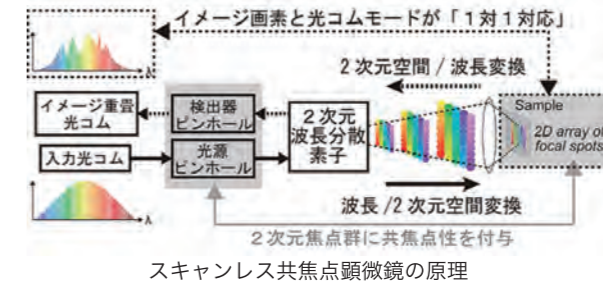 イメージ画素と光コムモードが「1対1対応」
λ
2次元空間/波長変換
イメージ重畳
光コム
検出器
ピンホール
2次元
波長分散
素子
Sample
2D array of
focal spots
入力光コム
光源
ピンホール
λ
波長/2次元空間変換
2次元焦点群に共焦点性を付与
スキャンレス共焦点顕微鏡の原理